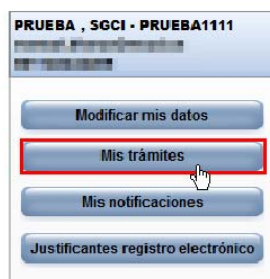 PRUEBA , SGCI - PRUEBA1111
Modificar mis datos
Mis trámites
Mis notificaciones
Justificantes registro electrónico